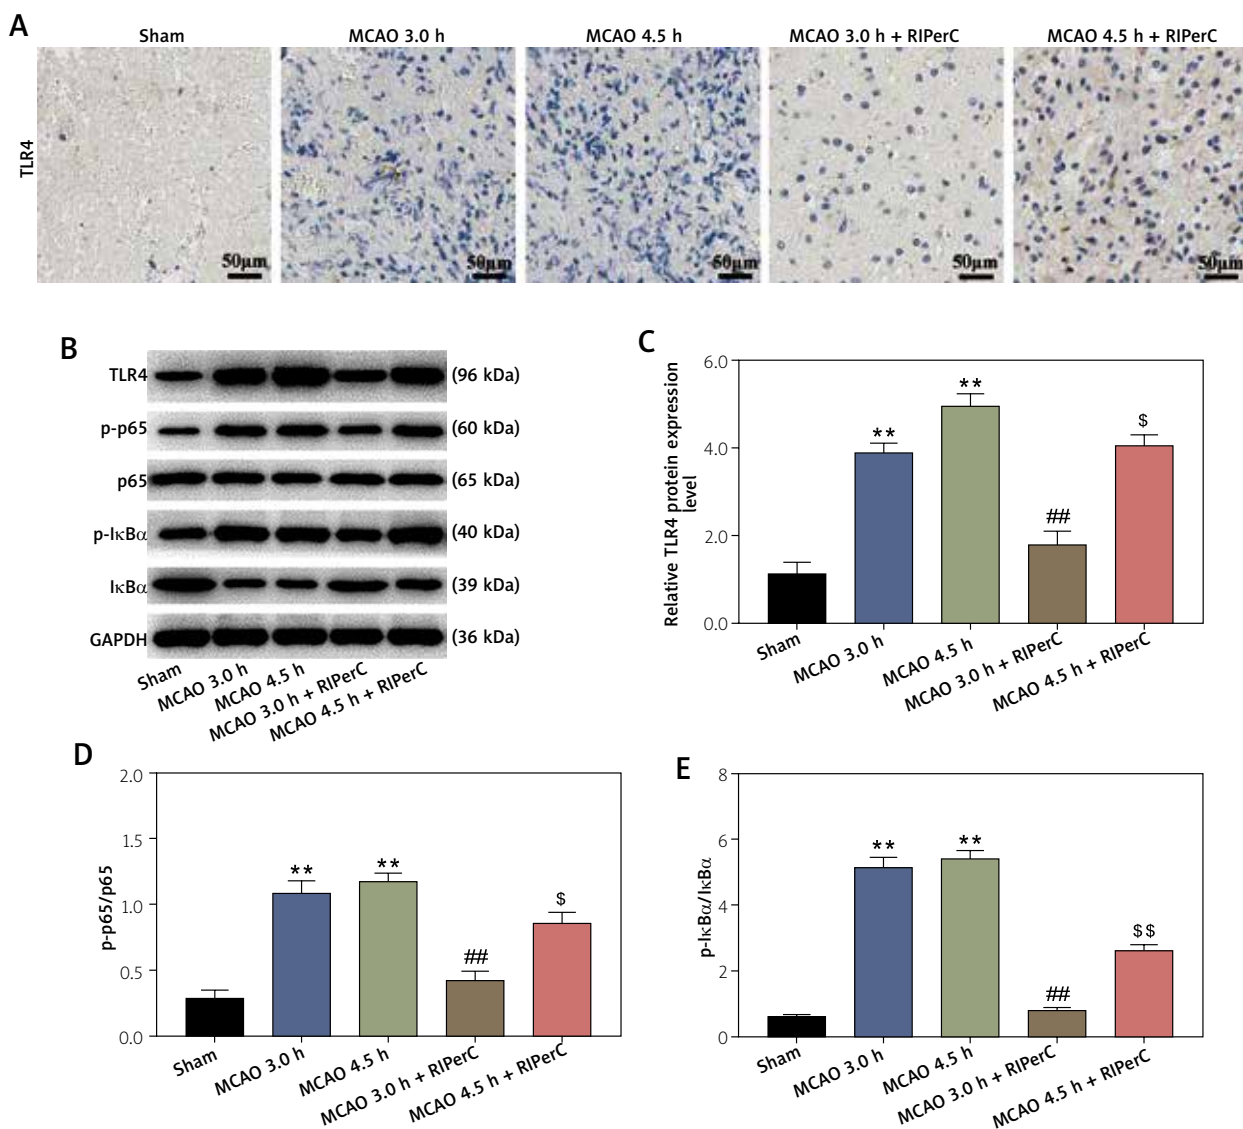 A
Sham
MCAO 3.0 h
MCAO 4.5 h
MCAO 3.0 h + RIPerC
MCAO 4.5 h + RIPerC
TLR4
50μm
50μm
50μm
50μm
50μm
B
TLR4
(96 kDa)
p-p65
(60 kDa)
p65
(65 kDa)
p-IκBα
(40 kDa)
IκBα
(39 kDa)
GAPDH
(36 kDa)
Sham
MCAO 3.0 h
MCAO 4.5 h
MCAO 3.0 h + RIPerC
MCAO 4.5 h + RIPerC
C
Relative TLR4 protein expression
level
6.0
4.0
2.0
0.0
**
**
##
$
Sham
MCAO 3.0 h
MCAO 4.5 h
MCAO 3.0 h + RIPerC
MCAO 4.5 h + RIPerC
D
p-p65/p65
2.0
1.5
1.0
0.5
0.0
**
**
##
$
Sham
MCAO 3.0 h
MCAO 4.5 h
MCAO 3.0 h + RIPerC
MCAO 4.5 h + RIPerC
E
p-IκBα/IκBα
8
6
4
2
0
**
**
##
$$
Sham
MCAO 3.0 h
MCAO 4.5 h
MCAO 3.0 h + RIPerC
MCAO 4.5 h + RIPerC